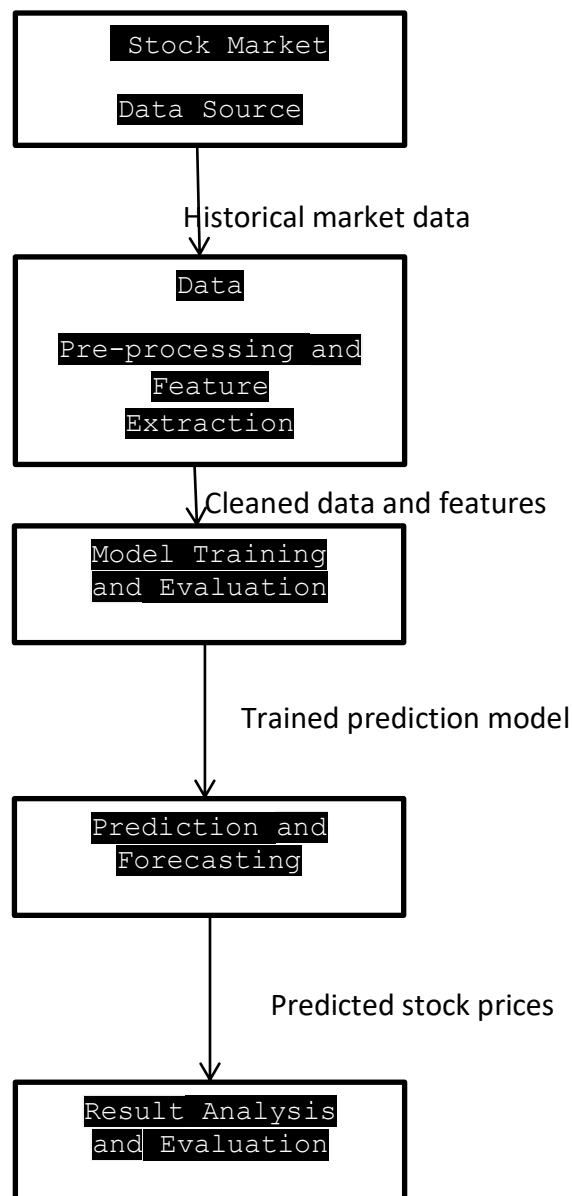 Stock Market
Data Source
Historical market data
Data
Pre-processing and
Feature
Extraction
Cleaned data and features
Model Training
and Evaluation
Trained prediction model
Prediction and
Forecasting
Predicted stock prices
Result Analysis
and Evaluation